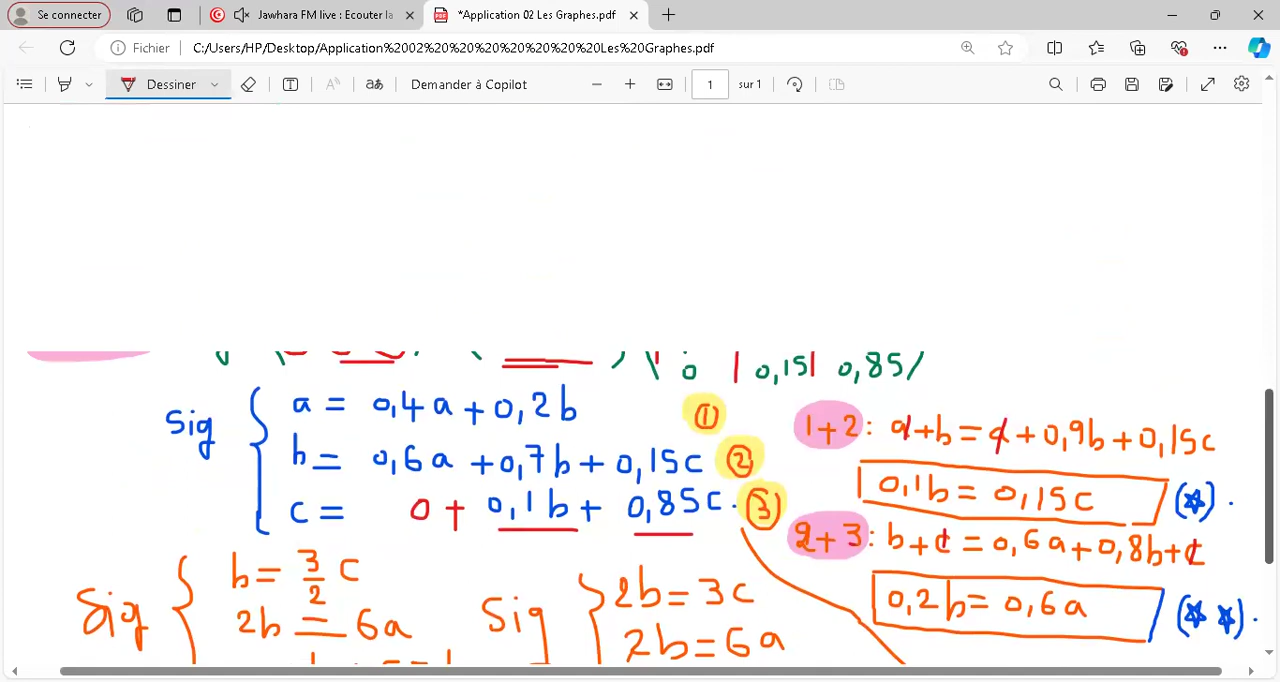 Se connecter
Jawhara FM live : Ecouter la
*Application 02 Les Graphes.pdf
Fichier
C:/Users/HP/Desktop/Application%2002%20%20%20%20%20%20%20Les%20Graphes.pdf
Dessiner
Demander à Copilot
1 sur 1
0 | 0,15 | 0,85
Sig { a = 0,4a + 0,2b ①
b = 0,6a + 0,7b + 0,15c ②
c = 0 + 0,1b + 0,85c. ③
1+2 : a + b = a + 0,9b + 0,15c
0,1b = 0,15c (★) .
2+3 : b + c = 0,6a + 0,8b + c
0,2b = 0,6a (★★) .
Sig { b = 3/2 c
2b = 6a
Sig { 2b = 3c
2b = 6a